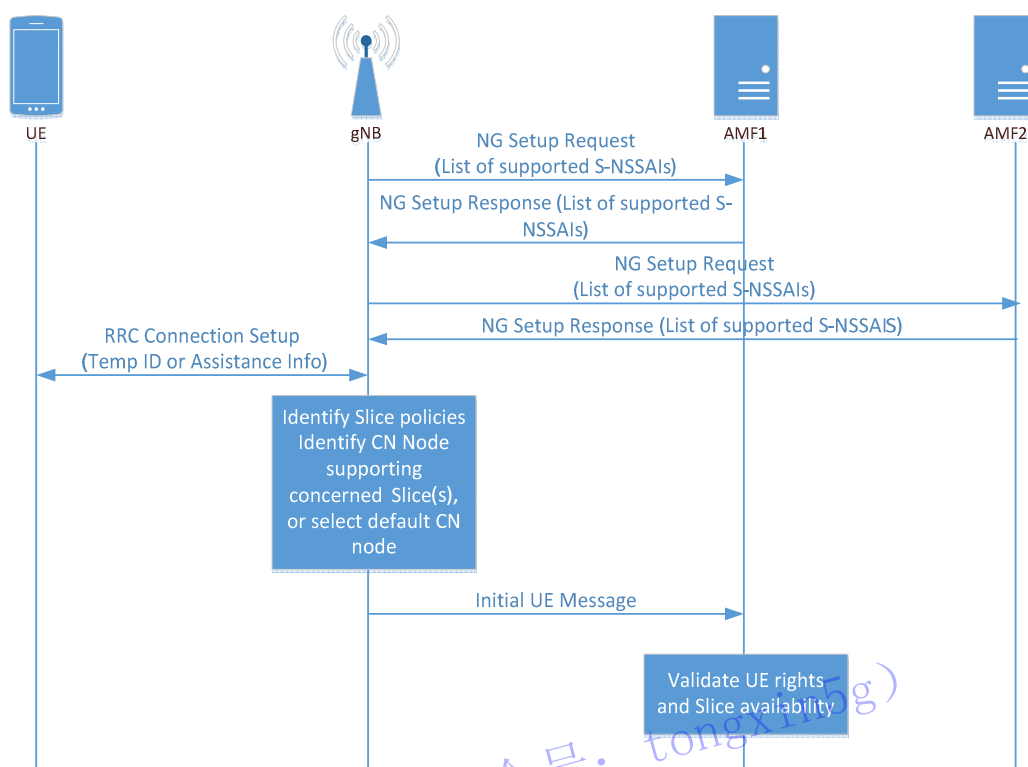 UE
gNB
AMF1
AMF2
NG Setup Request
(List of supported S-NSSAIs)
NG Setup Response (List of supported S-
NSSAIs)
NG Setup Request
(List of supported S-NSSAIs)
NG Setup Response (List of supported S-NSSAIS)
RRC Connection Setup
(Temp ID or Assistance Info)
Identify Slice policies
Identify CN Node
supporting
concerned Slice(s),
or select default CN
node
Initial UE Message
Validate UE rights
and Slice availability
号: tongxin5g)